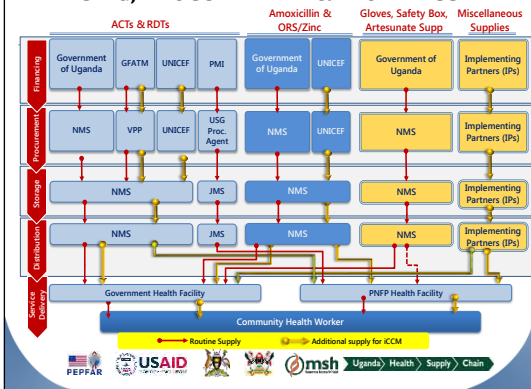 ACTs & RDTs
Amoxicillin &
ORS/Zinc
Gloves, Safety Box,
Artesunate Supp
Miscellaneous
Supplies
Financing
Government
of Uganda
GFATM
UNICEF
PMI
Government of
Uganda
UNICEF
Government of
Uganda
Implementing
Partners (IPs)
Procurement
NMS
VPP
UNICEF
USG
Proc.
Agent
NMS
UNICEF
NMS
Implementing
Partners (IPs)
Storage
NMS
JMS
NMS
NMS
Implementing
Partners (IPs)
Distribution
NMS
JMS
NMS
NMS
Implementing
Partners (IPs)
Service
Delivery
Government Health Facility
PNFP Health Facility
Community Health Worker
Routine Supply
Additional supply for iCCM
PEPFAR
USAID
msh
Uganda Health Supply Chain